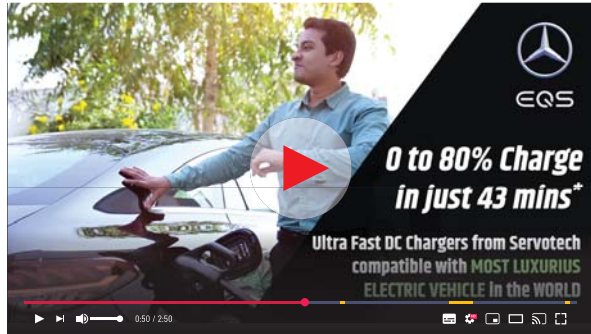 EQS
0 to 80% Charge
in just 43 mins*
Ultra Fast DC Chargers from Servotech
compatible with MOST LUXURIUS
ELECTRIC VEHICLE in the WORLD
0:50 / 2:50